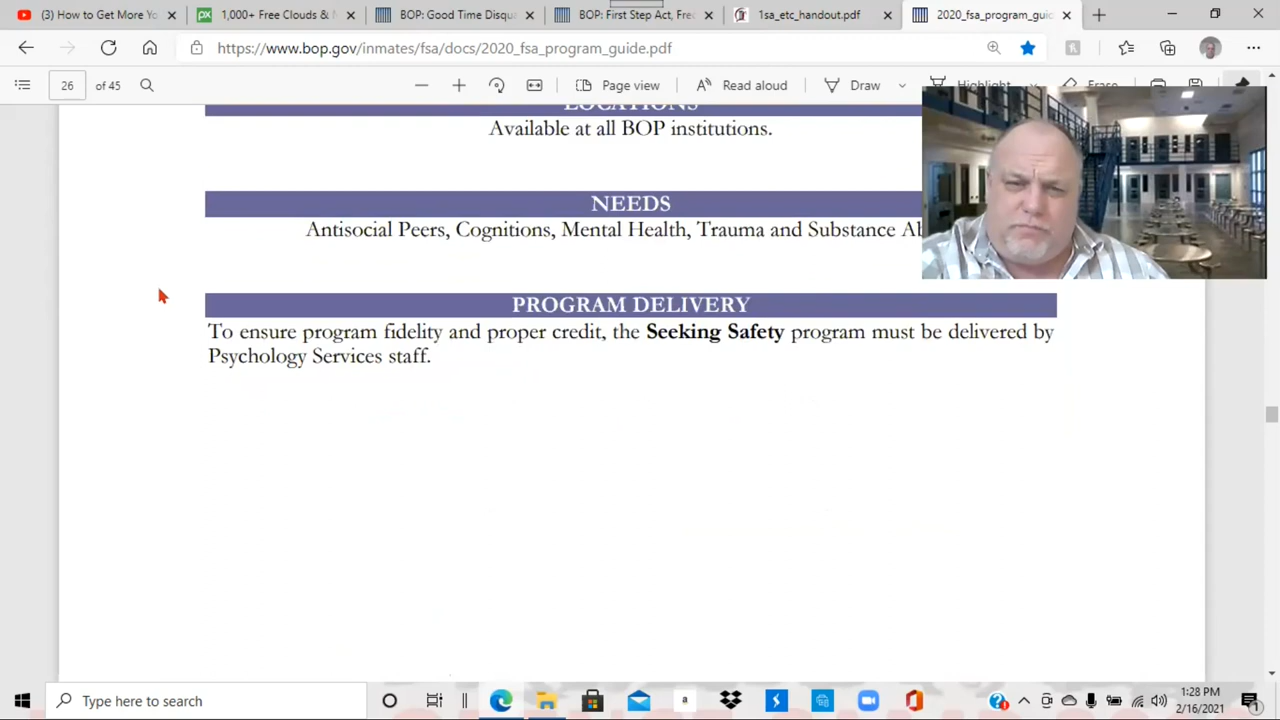 (3) How to Get More Yo
1,000+ Free Clouds & N
BOP: Good Time Disqu
BOP: First Step Act, Fre
1sa_etc_handout.pdf
2020_fsa_program_guid
https://www.bop.gov/inmates/fsa/docs/2020_fsa_program_guide.pdf
26 of 45
Page view
Read aloud
Draw
Highlight
Erase
LOCATIONS
Available at all BOP institutions.
NEEDS
Antisocial Peers, Cognitions, Mental Health, Trauma and Substance Ab
PROGRAM DELIVERY
To ensure program fidelity and proper credit, the Seeking Safety program must be delivered by
Psychology Services staff.
Type here to search
1:28 PM
2/16/2021